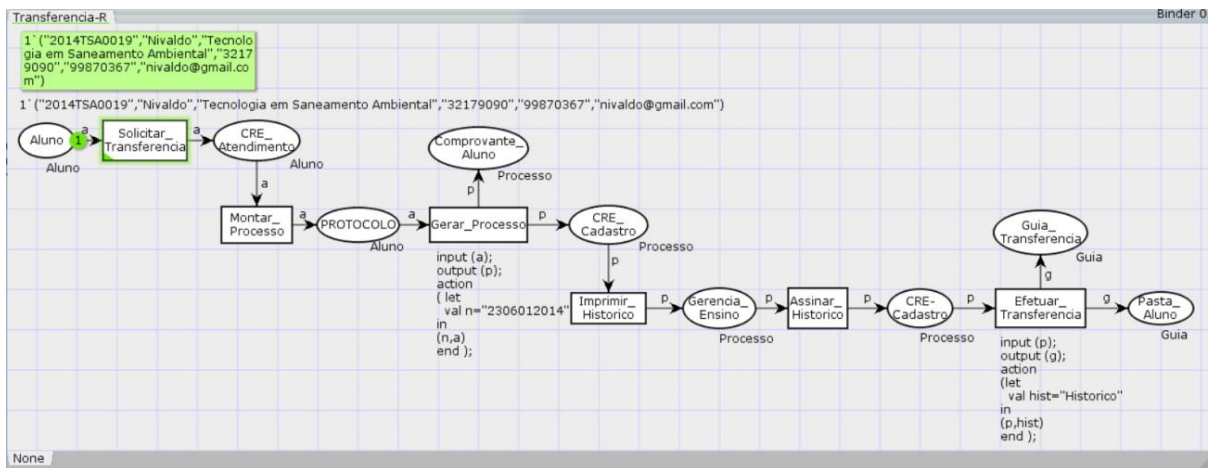 Transferencia-R
Binder 0
1`("2014TSA0019","Nivaldo","Tecnolo
gia em Saneamento Ambiental","3217
9090","99870367","nivaldo@gmail.co
m")
1`("2014TSA0019","Nivaldo","Tecnologia em Saneamento Ambiental","32179090","99870367","nivaldo@gmail.com")
Aluno
1
a
Solicitar_
Transferencia
a
CRE_
Atendimento
Aluno
Aluno
a
Montar_
Processo
a
PROTOCOLO
Aluno
a
Gerar_Processo
p
Comprovante_
Aluno
Processo
p
CRE_
Cadastro
Processo
input (a);
output (p);
action
( let
val n="2306012014"
in
(n,a)
end );
p
Imprimir_
Historico
p
Gerencia_
Ensino
Processo
p
Assinar_
Historico
p
CRE-
Cadastro
Processo
p
Efetuar_
Transferencia
g
Guia_
Transferencia
Guia
g
Pasta_
Aluno
Guia
input (p);
output (g);
action
(let
val hist="Historico"
in
(p,hist)
end );
None